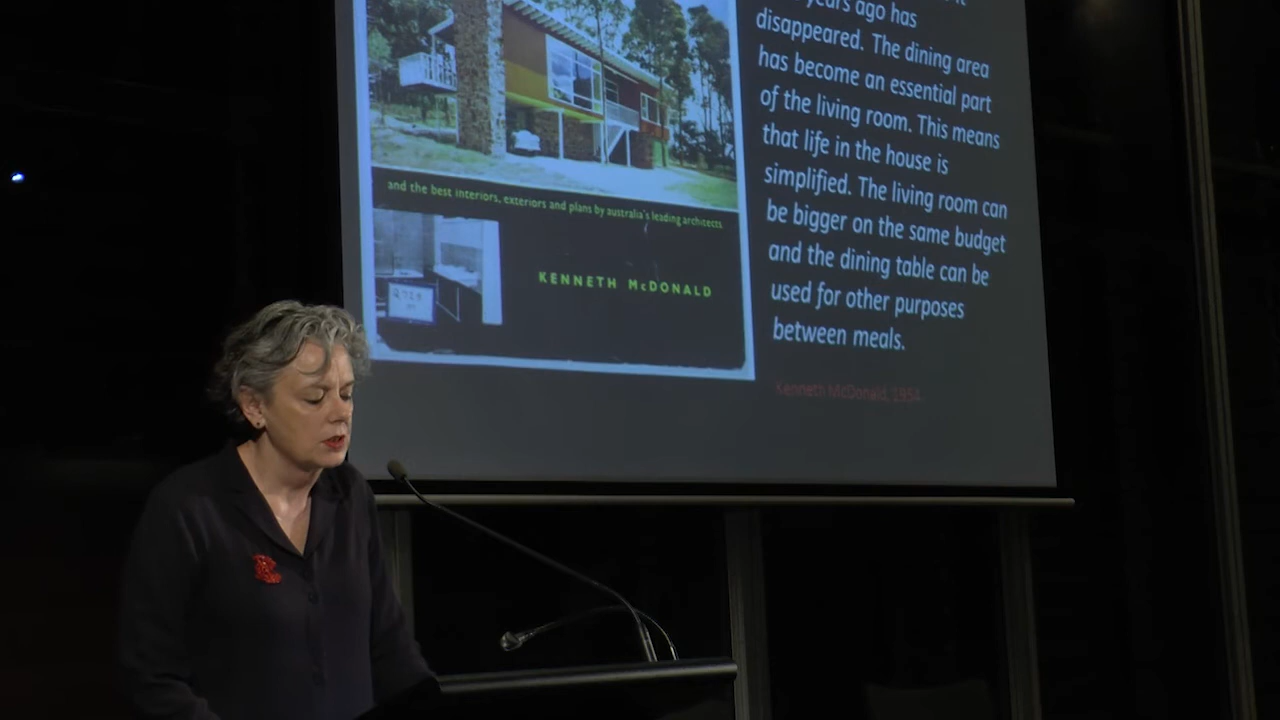 years ago has
disappeared. The dining area
has become an essential part
of the living room. This means
that life in the house is
simplified. The living room can
be bigger on the same budget
and the dining table can be
used for other purposes
between meals.
Kenneth McDonald, 1954
and the best interiors, exteriors and plans by australia's leading architects
KENNETH McDONALD